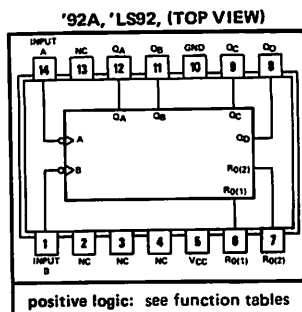 '92A, 'LS92, (TOP VIEW)
INPUT A NC QA QB GND QC QD
14 13 12 11 10 9 8
QA QB QC
A QD
B R0(2)
R0(1)
1 2 3 4 5 6 7
INPUT B NC NC NC VCC R0(1) R0(2)
positive logic: see function tables